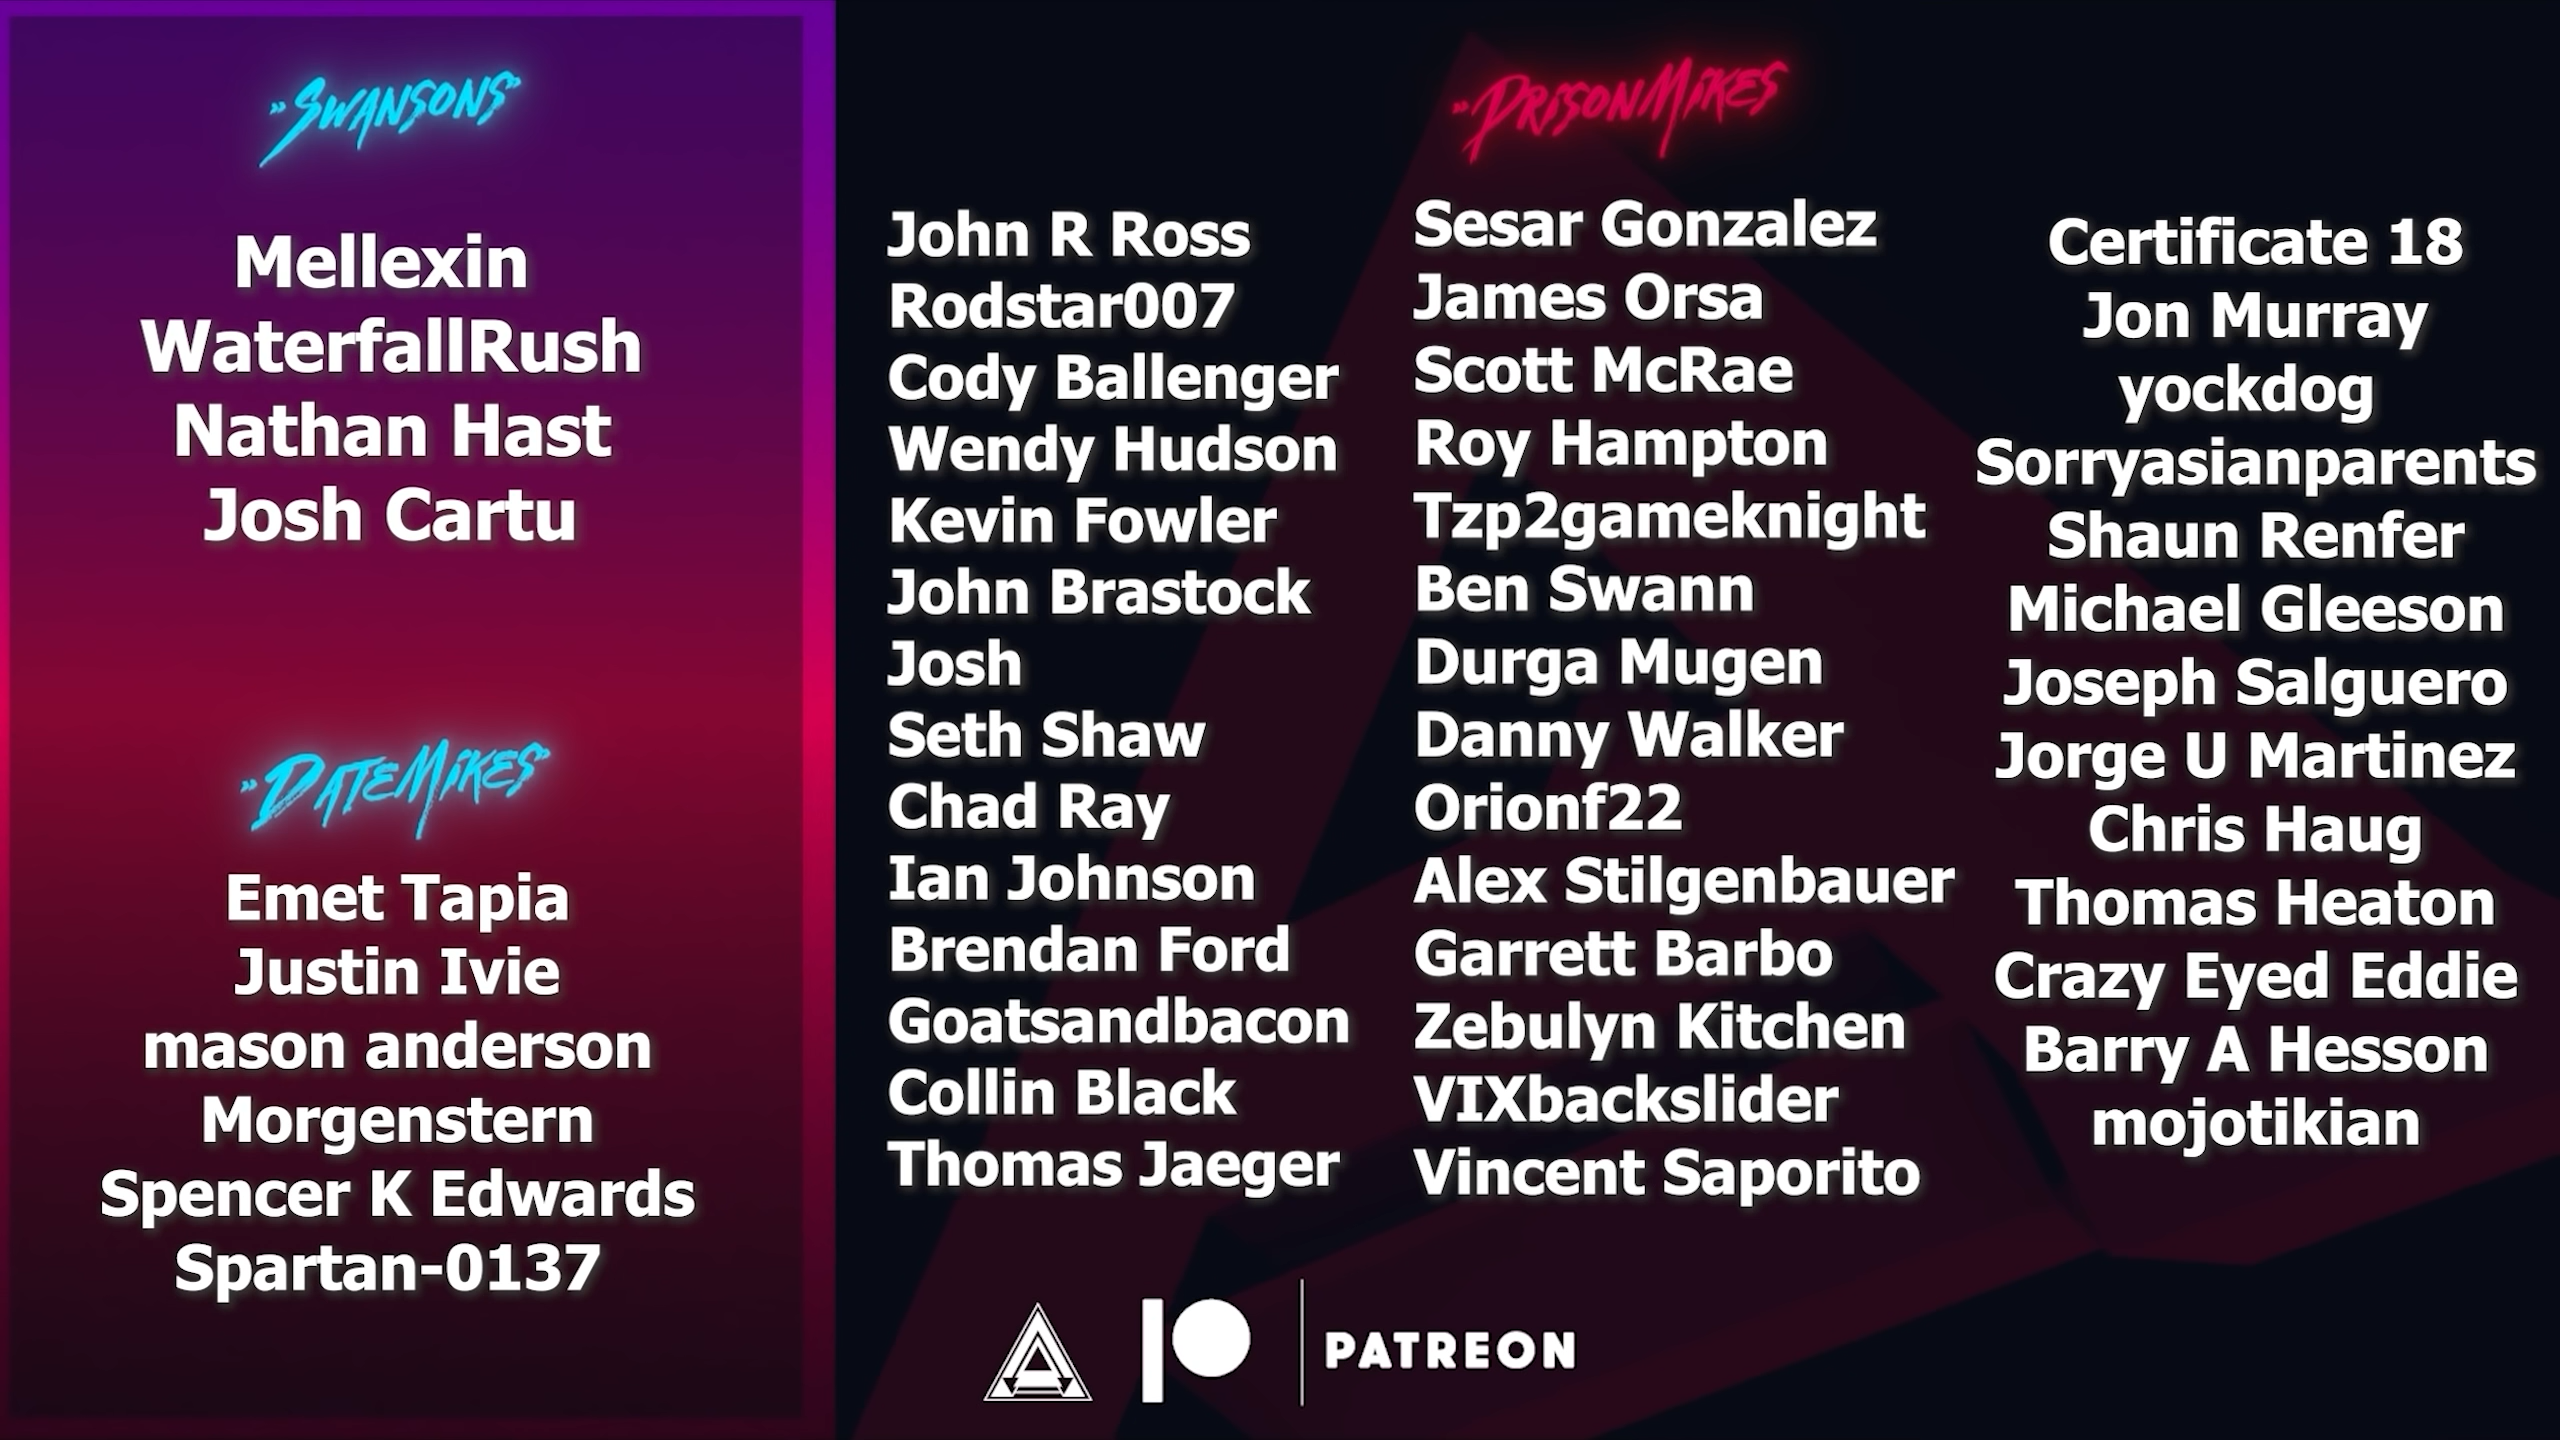 "Swansons"
Mellexin
WaterfallRush
Nathan Hast
Josh Cartu
"DateMikes"
Emet Tapia
Justin Ivie
mason anderson
Morgenstern
Spencer K Edwards
Spartan-0137
"PrisonMikes
John R Ross
Rodstar007
Cody Ballenger
Wendy Hudson
Kevin Fowler
John Brastock
Josh
Seth Shaw
Chad Ray
Ian Johnson
Brendan Ford
Goatsandbacon
Collin Black
Thomas Jaeger
Sesar Gonzalez
James Orsa
Scott McRae
Roy Hampton
Tzp2gameknight
Ben Swann
Durga Mugen
Danny Walker
Orionf22
Alex Stilgenbauer
Garrett Barbo
Zebulyn Kitchen
VIXbackslider
Vincent Saporito
Certificate 18
Jon Murray
yockdog
Sorryasianparents
Shaun Renfer
Michael Gleeson
Joseph Salguero
Jorge U Martinez
Chris Haug
Thomas Heaton
Crazy Eyed Eddie
Barry A Hesson
mojotikian
PATREON